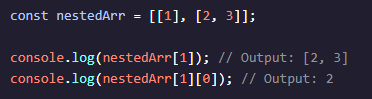 const nestedArr = [[1], [2, 3]];
console.log(nestedArr[1]); // Output: [2, 3]
console.log(nestedArr[1][0]); // Output: 2